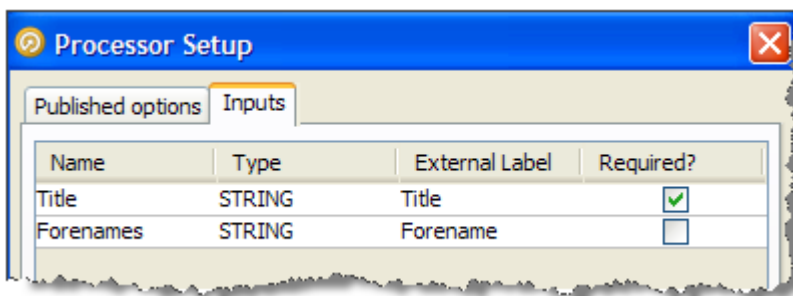 Processor Setup
Published options Inputs
Name Type External Label Required?
Title STRING Title
Forenames STRING Forename